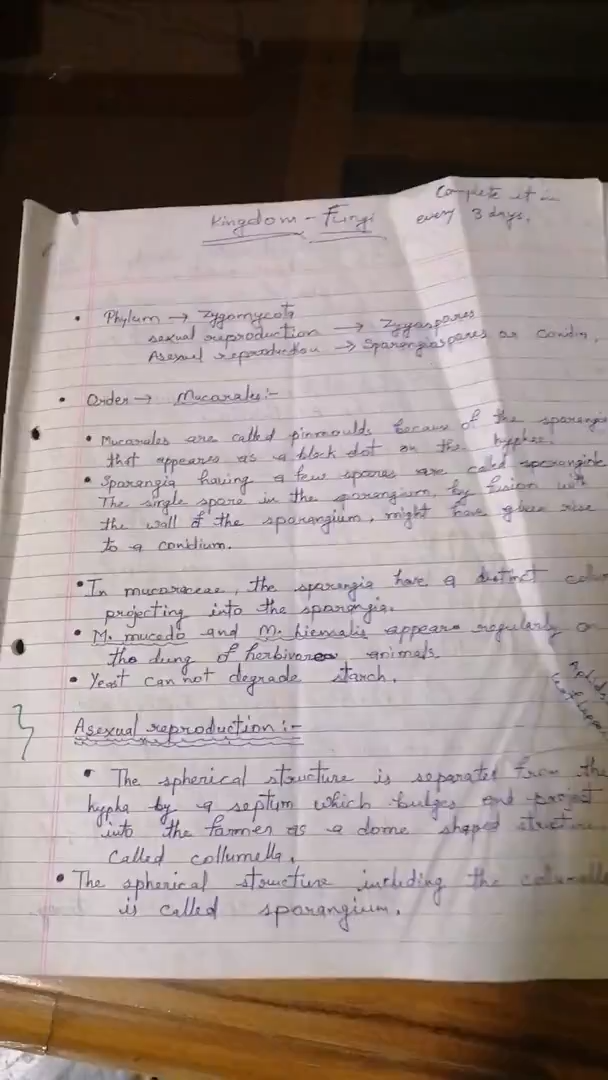 Complete it in
every 3 days.
Kingdom - Fungi
• Phylum → Zygomycota
sexual reproduction → Zygospores
Asexual reproduction → Sporangiospores or conidia,
• Order → Mucorales:-
• Mucorales are called pinmoulds because of the sporangia
that appears as a black dot on the hyphae.
• Sporangia having a few spores are called
The single spore in the sporangium, by fusion with
the wall of the sporangium, might have given rise
to a conidium.
• In mucoraceae, the sporangia have a distinct colum
projecting into the sporangia.
• M. mucedo and M. hiemalis appears regularly on
the dung of herbivores animals.
• Yeast can not degrade starch.
Asexual reproduction:-
• The spherical structure is separated from the
hypha by a septum which bulges and project
into the former as a dome shaped structure
called collumella.
• The spherical structure including the columella
is called sporangium.